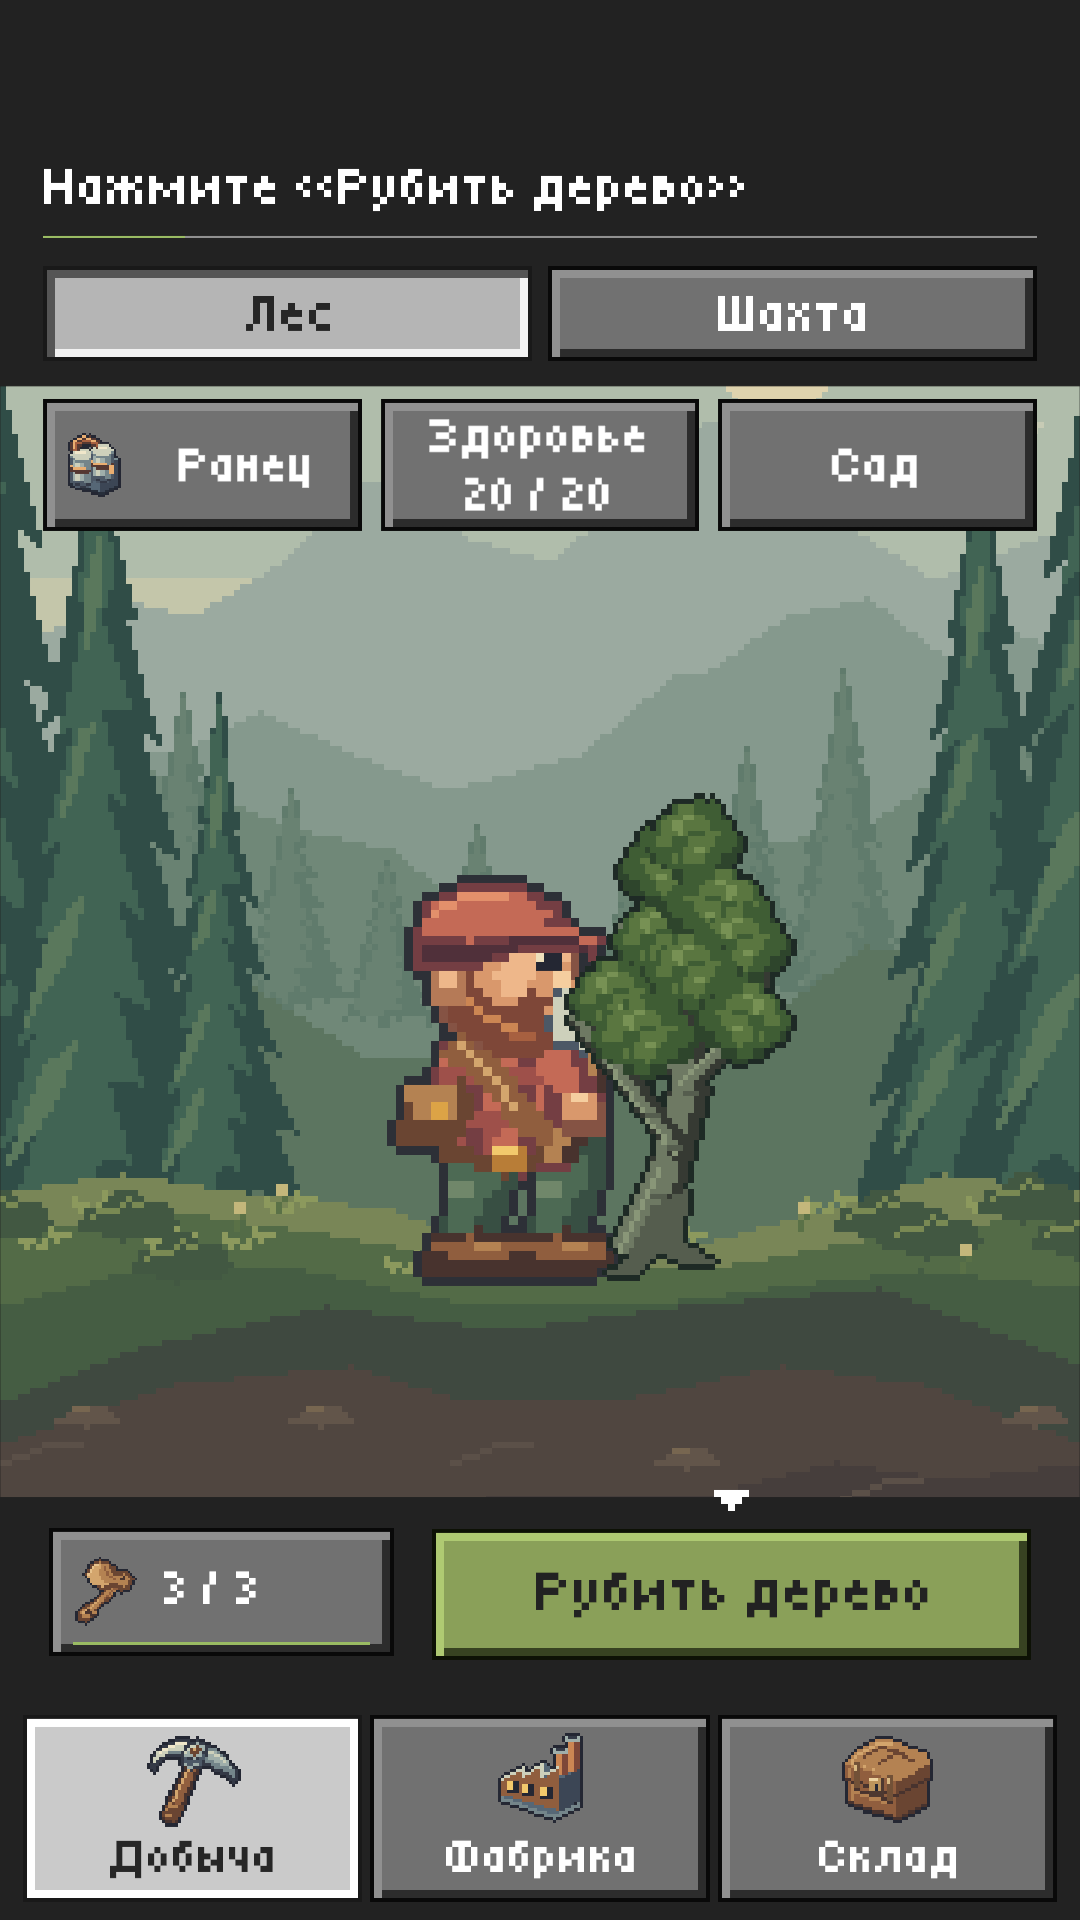 Нажмите <<Рубить дерево>>
Лес
Шахта
Ранец
Здоровье
20 / 20
Сад
3 / 3
Рубить дерево
Добыча
Фабрика
Склад